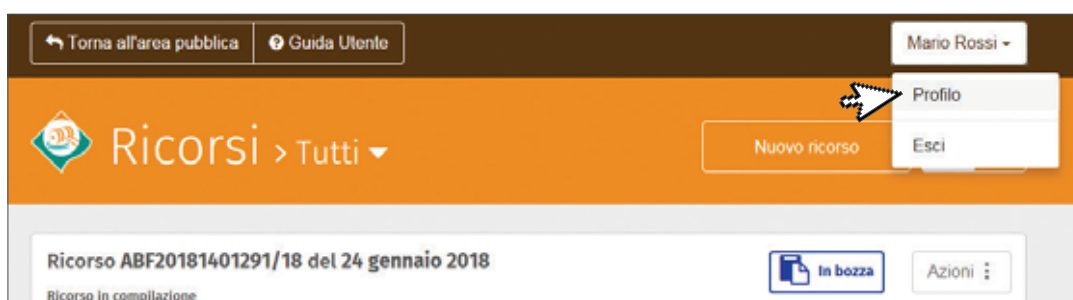 Torna all'area pubblica Guida Utente Mario Rossi
Profilo
Ricorsi > Tutti Nuovo ricorso Esci
Ricorso ABF20181401291/18 del 24 gennaio 2018 In bozza Azioni
Ricorso in compilazione